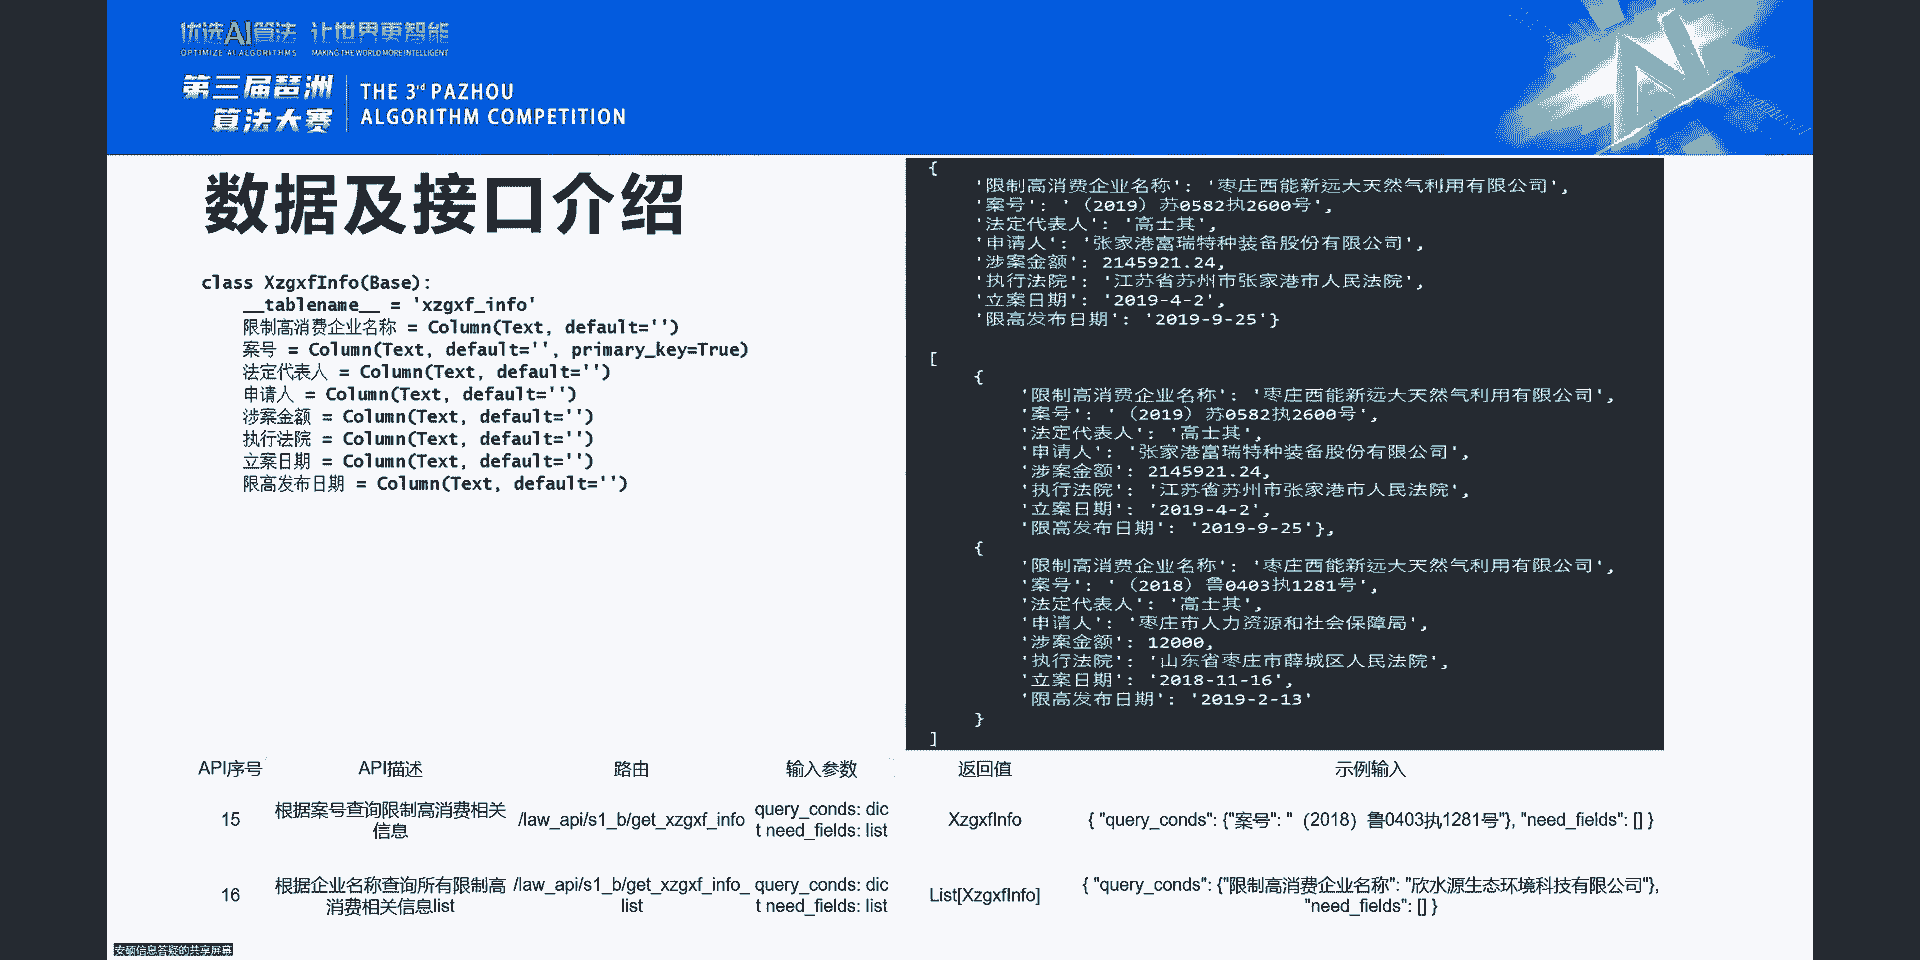 优选AI算法 让世界更智能
OPTIMIZE AI ALGORITHMS MAKING THE WORLD MORE INTELLIGENT
第三届琶洲
算法大赛
THE 3rd PAZHOU
ALGORITHM COMPETITION
数据及接口介绍
class XzgxfInfo(Base):
__tablename__ = 'xzgxf_info'
限制高消费企业名称 = Column(Text, default='')
案号 = Column(Text, default='', primary_key=True)
法定代表人 = Column(Text, default='')
申请人 = Column(Text, default='')
涉案金额 = Column(Text, default='')
执行法院 = Column(Text, default='')
立案日期 = Column(Text, default='')
限高发布日期 = Column(Text, default='')
{
'限制高消费企业名称': '枣庄西能新远大天然气利用有限公司',
'案号': '（2019）苏0582执2600号',
'法定代表人': '高士其',
'申请人': '张家港富瑞特种装备股份有限公司',
'涉案金额': 2145921.24,
'执行法院': '江苏省苏州市张家港市人民法院',
'立案日期': '2019-4-2',
'限高发布日期': '2019-9-25'}
[
{
'限制高消费企业名称': '枣庄西能新远大天然气利用有限公司',
'案号': '（2019）苏0582执2600号',
'法定代表人': '高士其',
'申请人': '张家港富瑞特种装备股份有限公司',
'涉案金额': 2145921.24,
'执行法院': '江苏省苏州市张家港市人民法院',
'立案日期': '2019-4-2',
'限高发布日期': '2019-9-25'},
{
'限制高消费企业名称': '枣庄西能新远大天然气利用有限公司',
'案号': '（2018）鲁0403执1281号',
'法定代表人': '高士其',
'申请人': '枣庄市人力资源和社会保障局',
'涉案金额': 12000,
'执行法院': '山东省枣庄市薛城区人民法院',
'立案日期': '2018-11-16',
'限高发布日期': '2019-2-13'
}
]
API序号 API描述 路由 输入参数 返回值 示例输入
15 根据案号查询限制高消费相关信息 /law_api/s1_b/get_xzgxf_info query_conds: dict need_fields: list XzgxfInfo { "query_conds": {"案号": "（2018）鲁0403执1281号"}, "need_fields": [] }
16 根据企业名称查询所有限制高消费相关信息list /law_api/s1_b/get_xzgxf_info_list query_conds: dict need_fields: list List[XzgxfInfo] { "query_conds": {"限制高消费企业名称": "欣水源生态环境科技有限公司"}, "need_fields": [] }
安硕信息答疑的共享屏幕